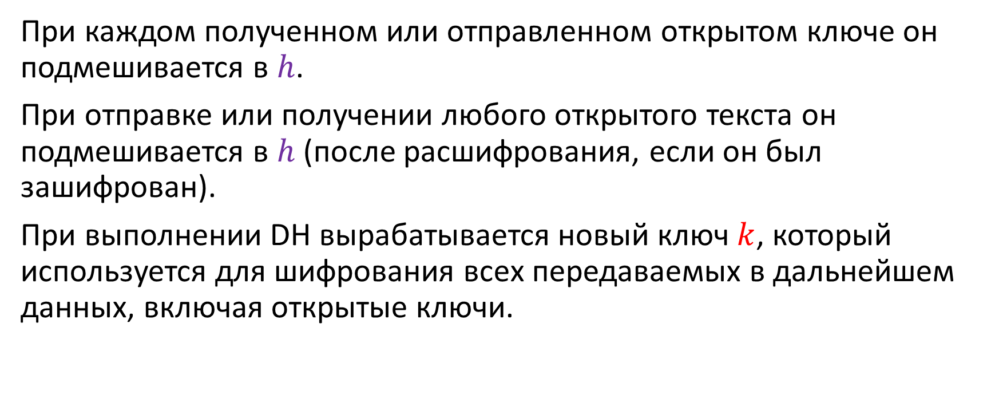 При каждом полученном или отправленном открытом ключе он
подмешивается в h.
При отправке или получении любого открытого текста он
подмешивается в h (после расшифрования, если он был
зашифрован).
При выполнении DH вырабатывается новый ключ k, который
используется для шифрования всех передаваемых в дальнейшем
данных, включая открытые ключи.